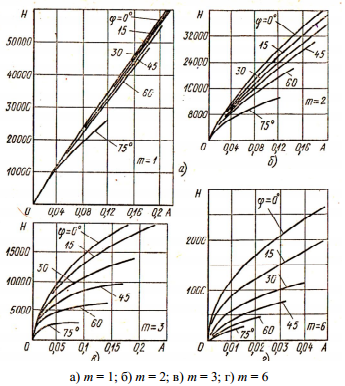 H
φ=0°
15
50000
30
45
40000
60
30000
20000
75°
10000
m=1
0 0,04 0,08 0,12 0,16 0,2 A
а)
H
φ=0°
32000
15
45
24000
30
60
16000
m=2
8000
75°
0 0,04 0,08 0,12 0,16 A
б)
H
φ=0°
15000
15
30
10000
45
5000
60
75°
m=3
0 0,05 0,1 0,15 0,2 A
в)
H
φ=0°
2000
15
30
1000
45
60
75°
m=6
0 0,01 0,02 0,03 0,04 A
г)
а) m = 1; б) m = 2; в) m = 3; г) m = 6